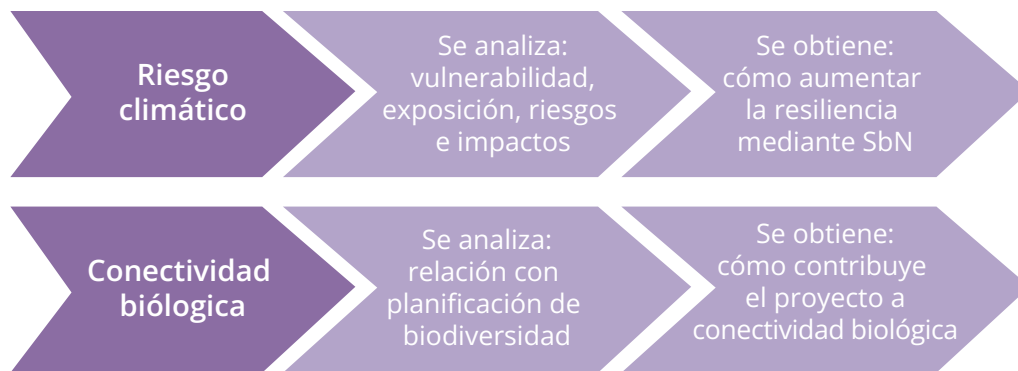 Riesgo
climático
Se analiza:
vulnerabilidad,
exposición, riesgos
e impactos
Se obtiene:
cómo aumentar
la resiliencia
mediante SbN
Conectividad
biólogica
Se analiza:
relación con
planificación de
biodiversidad
Se obtiene:
cómo contribuye
el proyecto a
conectividad biológica